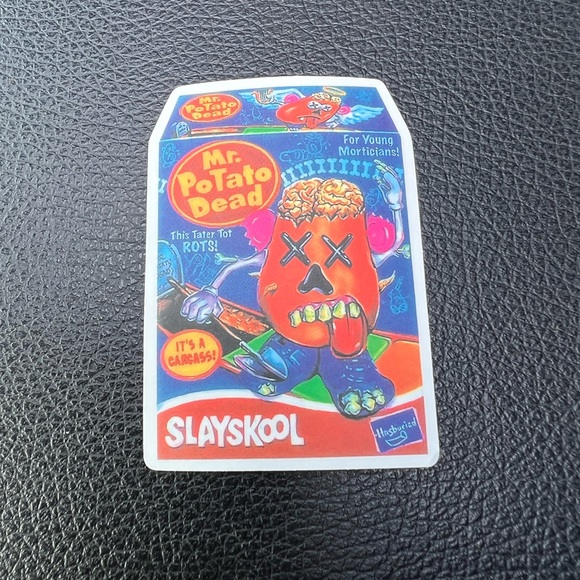 Mr.
PoTato
Dead
For Young
Morticians!
Mr.
PoTato
Dead
This Tater Tot
ROTS!
IT'S A
CARCASS!
SLAYSKOOL
Hasburied